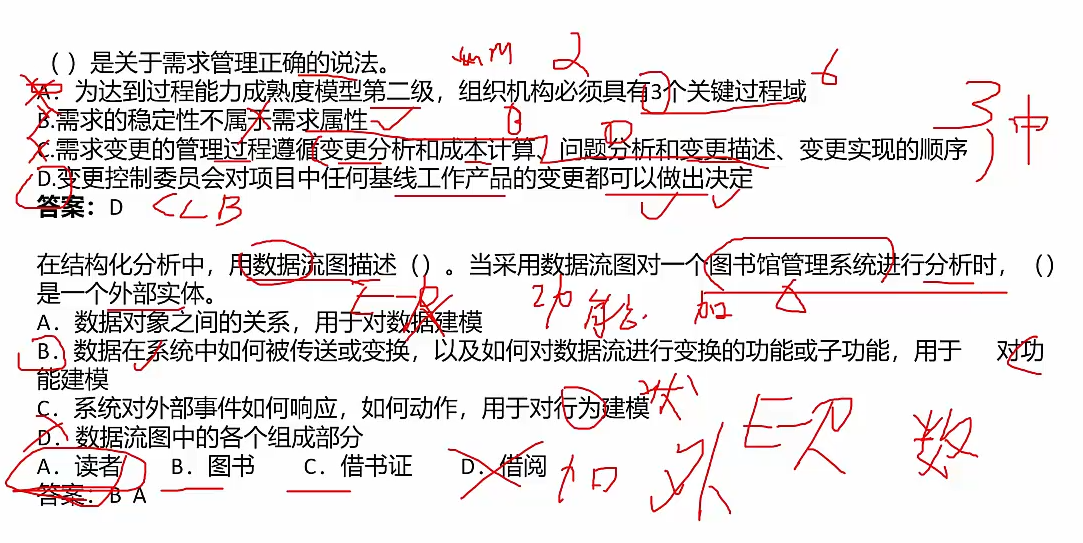 （ ）是关于需求管理正确的说法。
A．为达到过程能力成熟度模型第二级，组织机构必须具有3个关键过程域
B.需求的稳定性不属于需求属性
C.需求变更的管理过程遵循变更分析和成本计算、问题分析和变更描述、变更实现的顺序
D.变更控制委员会对项目中任何基线工作产品的变更都可以做出决定
答案：D
在结构化分析中，用数据流图描述（）。当采用数据流图对一个图书馆管理系统进行分析时，（）
是一个外部实体。
A．数据对象之间的关系，用于对数据建模
B．数据在系统中如何被传送或变换，以及如何对数据流进行变换的功能或子功能，用于 对功
能建模
C．系统对外部事件如何响应，如何动作，用于对行为建模
D．数据流图中的各个组成部分
A．读者 B．图书 C．借书证 D．借阅
答案：B A
2
6
B
D
3
中
CCB
E-R
功能
加
E-R
数